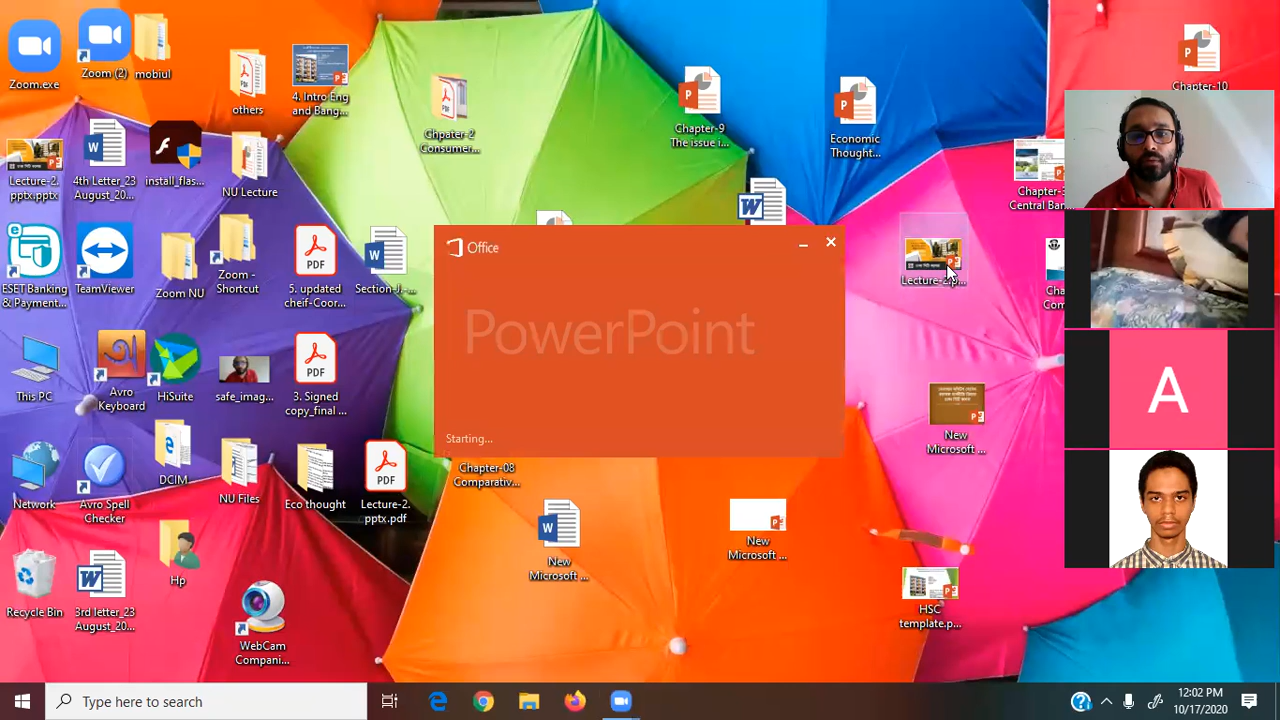 Zoom.exe
Zoom (2)
mobiul
others
4. Intro Eng
and Bang...
Chpater-2
Consumer...
Chapter-9
The issue i...
Economic
Thought...
Chapter-10
Lecture-2.
pptx.pptx
4th Letter_23
August_20...
install_flas...
NU Lecture
Chapter-3
Central Ban...
ESET Banking
& Payment...
TeamViewer
Zoom NU
Zoom -
Shortcut
5. updated
cheif-Coor...
Section-J.-...
Office
PowerPoint
Starting...
Lecture-2.p...
Cha
Com
This PC
Avro
Keyboard
HiSuite
safe_imag...
3. Signed
copy_final ...
New
Microsoft ...
A
Network
Avro Spell
Checker
DCIM
NU Files
Eco thought
Lecture-2.
pptx.pdf
Chapter-08
Comparativ...
New
Microsoft ...
New
Microsoft ...
HSC
template.p...
Recycle Bin
3rd letter_23
August_20...
Hp
WebCam
Compani...
Type here to search
12:02 PM
10/17/2020